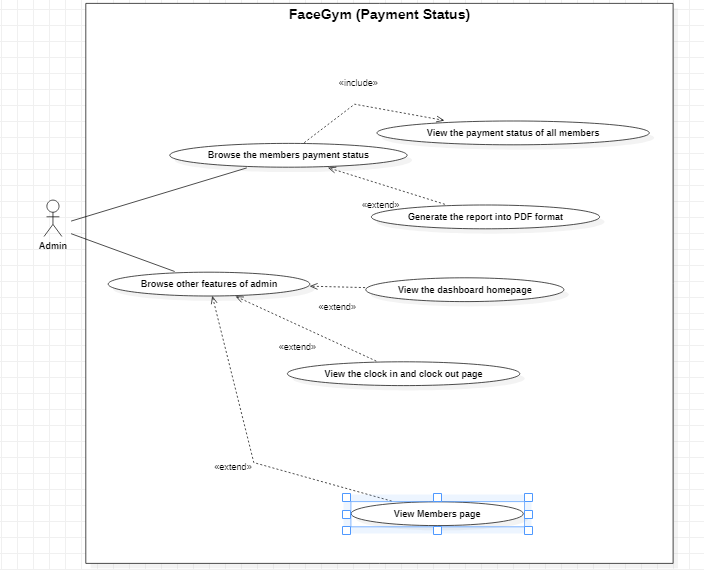 FaceGym (Payment Status)
«include»
View the payment status of all members
Browse the members payment status
«extend»
Generate the report into PDF format
Admin
Browse other features of admin
View the dashboard homepage
«extend»
«extend»
View the clock in and clock out page
«extend»
View Members page